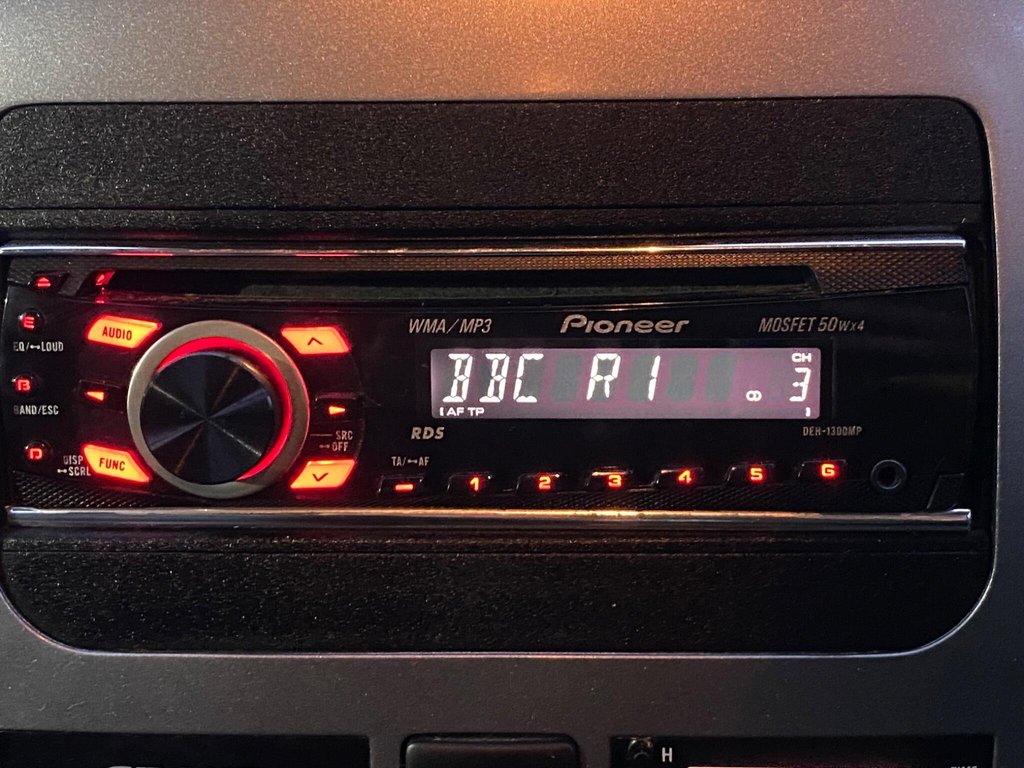 WMA/MP3 Pioneer MOSFET 50Wx4
AUDIO
E
EQ/↔LOUD
B
BAND/ESC
D
DISP
↔SCRL
FUNC
SRC
↔OFF
BBC R1
CH
3
AF TP
RDS
DEH-1300MP
TA/↔AF
1 2 3 4 5 6
H